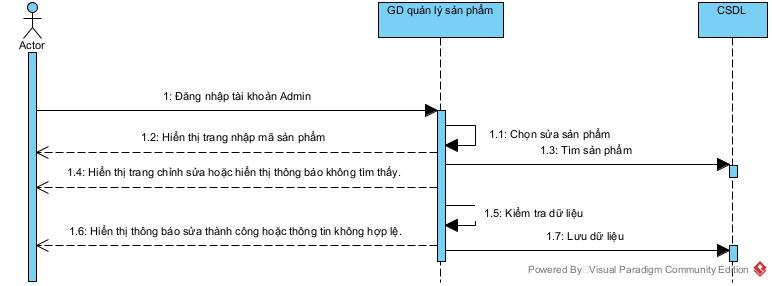 GD quản lý sản phẩm
CSDL
Actor
1: Đăng nhập tài khoản Admin
1.1: Chọn sửa sản phẩm
1.2: Hiển thị trang nhập mã sản phẩm
1.3: Tìm sản phẩm
1.4: Hiển thị trang chỉnh sửa hoặc hiển thị thông báo không tìm thấy.
1.5: Kiểm tra dữ liệu
1.6: Hiển thị thông báo sửa thành công hoặc thông tin không hợp lệ.
1.7: Lưu dữ liệu
Powered By Visual Paradigm Community Edition